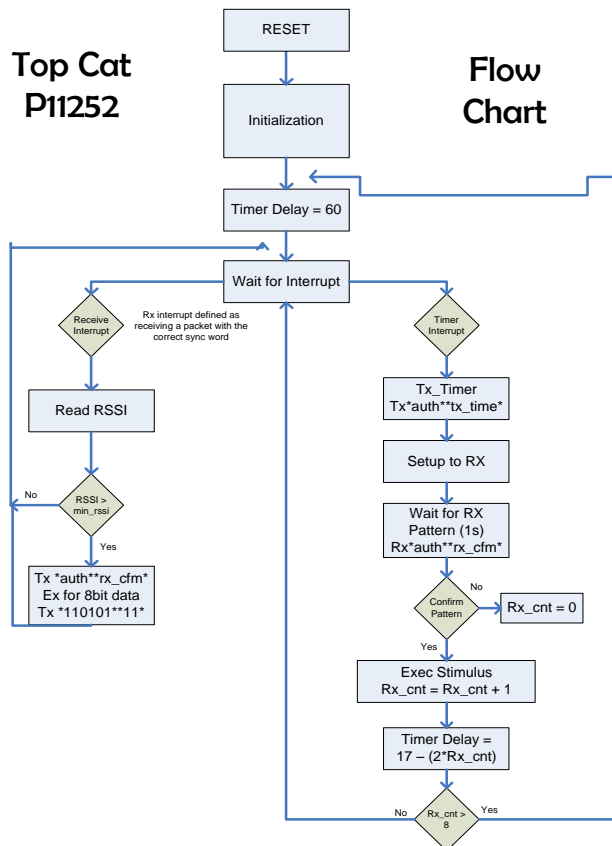 Top Cat
P11252
Flow
Chart
RESET
Initialization
Timer Delay = 60
Wait for Interrupt
Receive
Interrupt
Rx interrupt defined as
receiving a packet with the
correct sync word
Read RSSI
RSSI >
min_rssi
No
Yes
Tx *auth**rx_cfm*
Ex for 8bit data
Tx *110101**11*
Timer
Interrupt
Tx_Timer
Tx*auth**tx_time*
Setup to RX
Wait for RX
Pattern (1s)
Rx*auth**rx_cfm*
Confirm
Pattern
No
Rx_cnt = 0
Yes
Exec Stimulus
Rx_cnt = Rx_cnt + 1
Timer Delay =
17 – (2*Rx_cnt)
No
Rx_cnt >
8
Yes